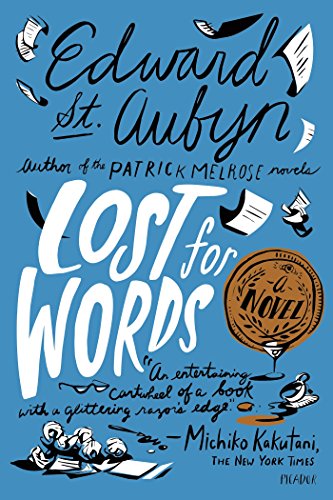 Edward
St. Aubyn
Author of the PATRICK MELROSE novels
LOST for
WORDS
a
NOVEL
"An entertaining
cartwheel of a book
with a glittering razor's edge."
— Michiko Kakutani,
THE NEW YORK TIMES
PICADOR